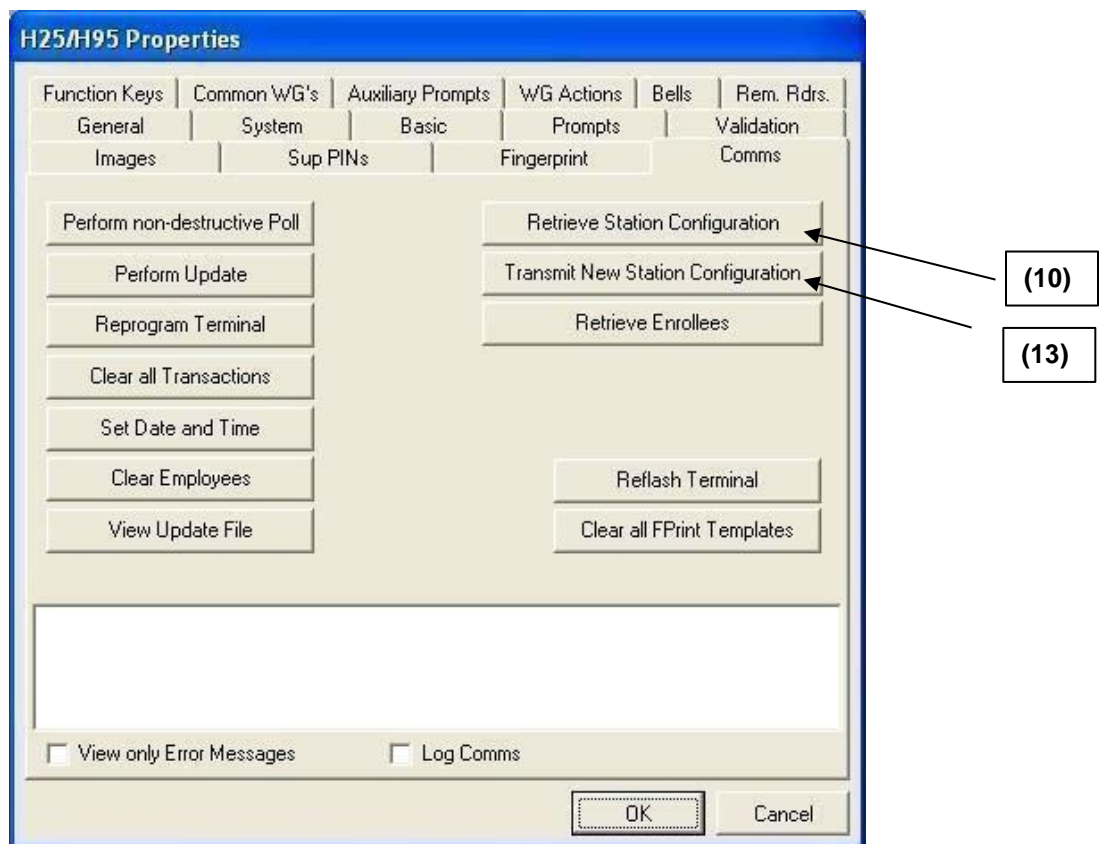 H25/H95 Properties
Function Keys Common WG's Auxiliary Prompts WG Actions Bells Rem. Rdrs.
General System Basic Prompts Validation
Images Sup PINs Fingerprint Comms
Perform non-destructive Poll Retrieve Station Configuration
Perform Update Transmit New Station Configuration
(10)
Reprogram Terminal Retrieve Enrollees
(13)
Clear all Transactions
Set Date and Time
Clear Employees Reflash Terminal
View Update File Clear all FPrint Templates
View only Error Messages Log Comms
OK Cancel